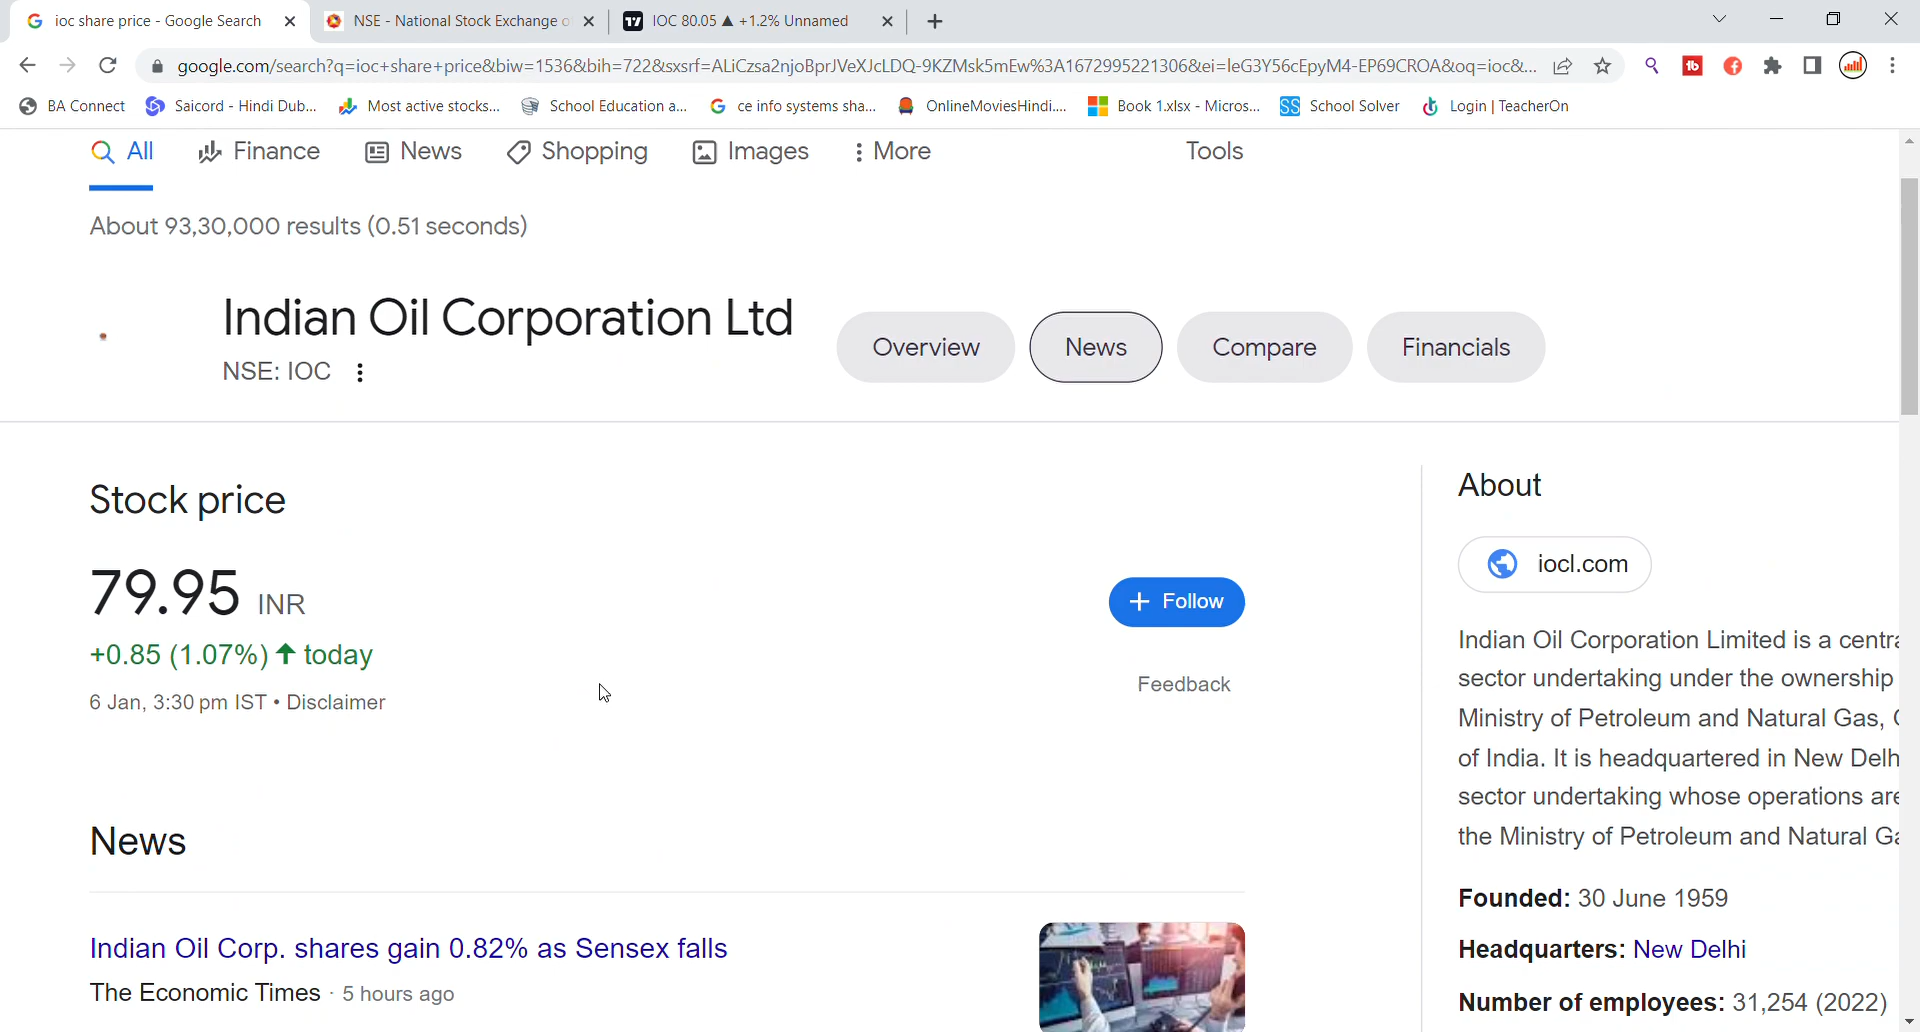 ioc share price - Google Search
NSE - National Stock Exchange o
IOC 80.05 ▲ +1.2% Unnamed
google.com/search?q=ioc+share+price&biw=1536&bih=722&sxsrf=ALiCzsa2njoBprJVeXJcLDQ-9KZMsk5mEw%3A1672995221306&ei=leG3Y56cEpyM4-EP69CROA&oq=ioc&...
BA Connect
Saicord - Hindi Dub...
Most active stocks...
School Education a...
ce info systems sha...
OnlineMoviesHindi....
Book 1.xlsx - Micros...
SS School Solver
Login | TeacherOn
All
Finance
News
Shopping
Images
More
Tools
About 93,30,000 results (0.51 seconds)
Indian Oil Corporation Ltd
NSE: IOC
Overview
News
Compare
Financials
Stock price
79.95 INR
+0.85 (1.07%) ↑ today
6 Jan, 3:30 pm IST • Disclaimer
+ Follow
Feedback
News
Indian Oil Corp. shares gain 0.82% as Sensex falls
The Economic Times · 5 hours ago
About
iocl.com
Indian Oil Corporation Limited is a centra
sector undertaking under the ownership
Ministry of Petroleum and Natural Gas,
of India. It is headquartered in New Delh
sector undertaking whose operations are
the Ministry of Petroleum and Natural Ga
Founded: 30 June 1959
Headquarters: New Delhi
Number of employees: 31,254 (2022)